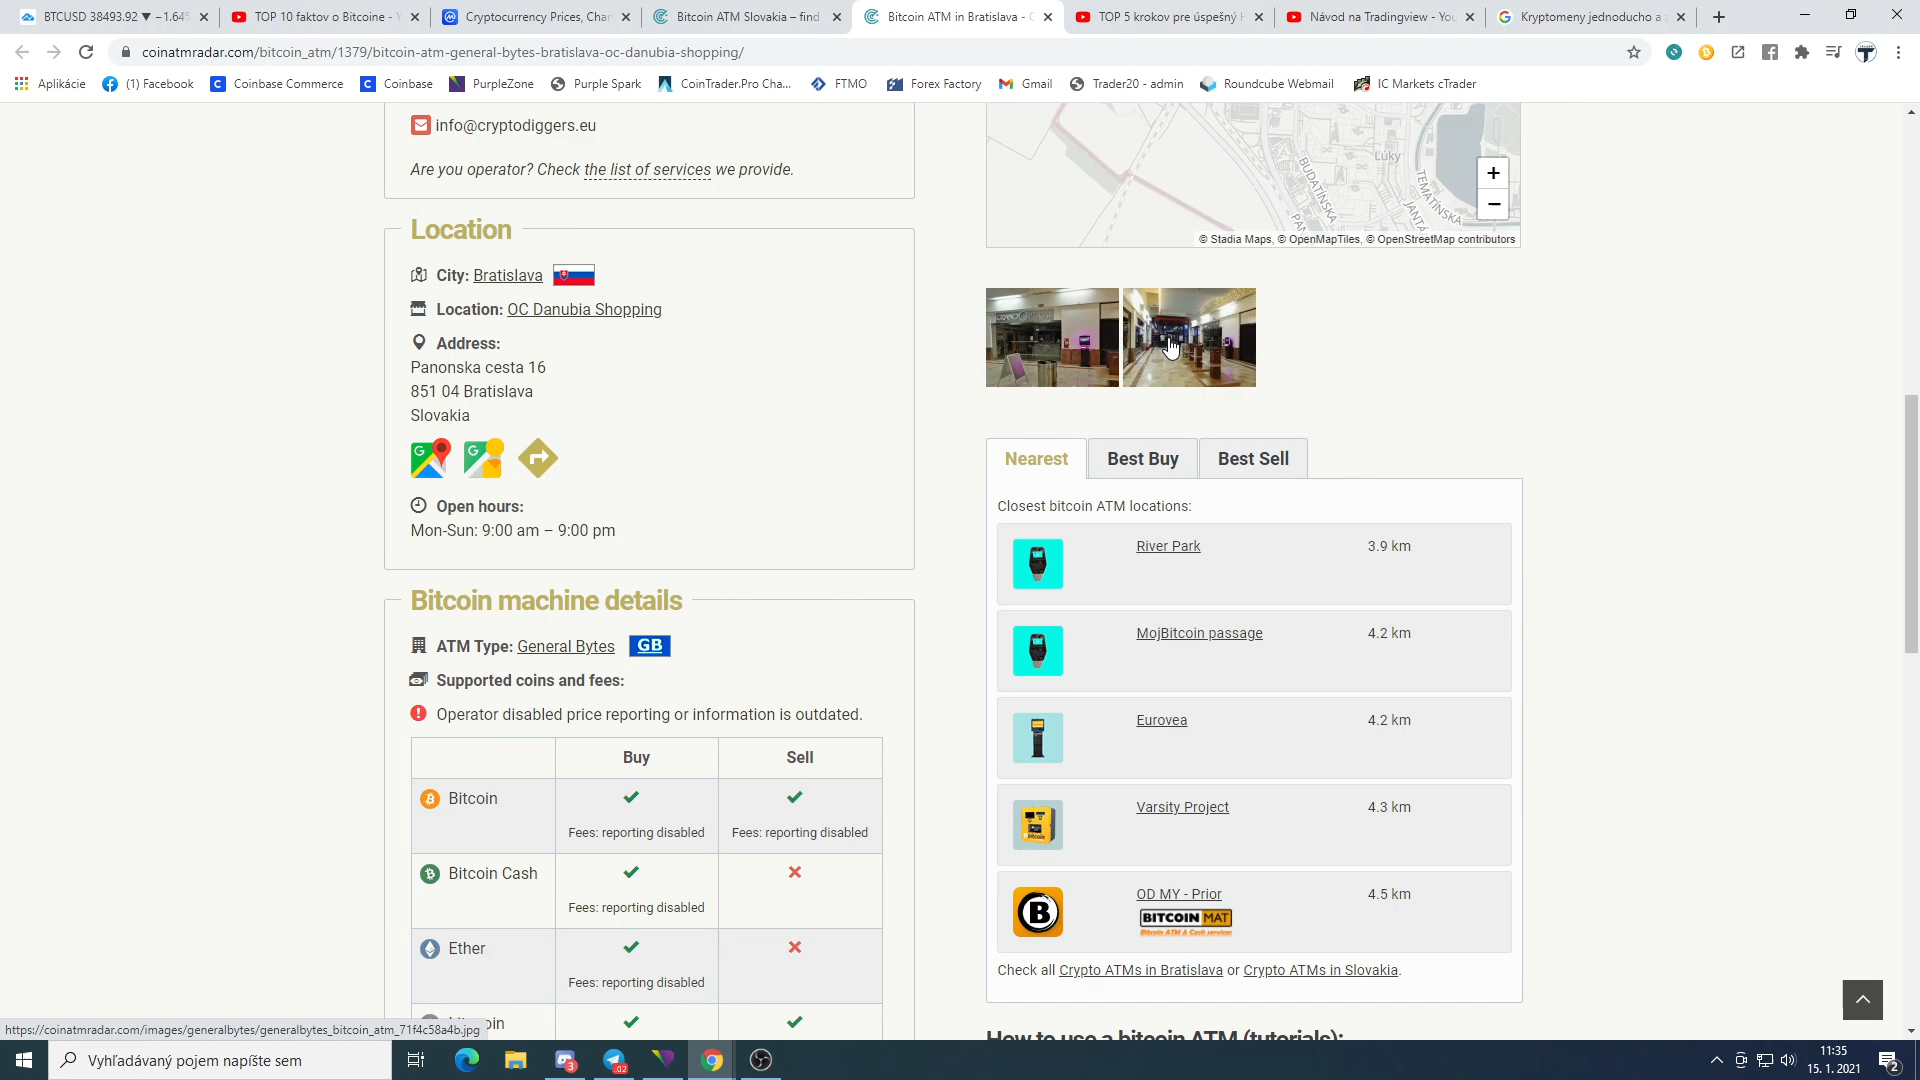 BTCUSD 38493.92 ▼ −1.64%
TOP 10 faktov o Bitcoine - Y
Cryptocurrency Prices, Char
Bitcoin ATM Slovakia – find
Bitcoin ATM in Bratislava - C
TOP 5 krokov pre úspešný
Návod na Tradingview - You
Kryptomeny jednoducho a
coinatmradar.com/bitcoin_atm/1379/bitcoin-atm-general-bytes-bratislava-oc-danubia-shopping/
Aplikácie
(1) Facebook
Coinbase Commerce
Coinbase
PurpleZone
Purple Spark
CoinTrader.Pro Cha...
FTMO
Forex Factory
Gmail
Trader20 - admin
Roundcube Webmail
IC Markets cTrader
info@cryptodiggers.eu
Are you operator? Check the list of services we provide.
Location
City: Bratislava
Location: OC Danubia Shopping
Address:
Panonska cesta 16
851 04 Bratislava
Slovakia
Open hours:
Mon-Sun: 9:00 am – 9:00 pm
Bitcoin machine details
ATM Type: General Bytes GB
Supported coins and fees:
Operator disabled price reporting or information is outdated.
Buy Sell
Bitcoin
Fees: reporting disabled Fees: reporting disabled
Bitcoin Cash
Fees: reporting disabled
Ether
Fees: reporting disabled
https://coinatmradar.com/images/generalbytes/generalbytes_bitcoin_atm_71f4c58a4b.jpg
Lúky
BUDATÍNSKA
TEMATÍNSKA
JANTÁ
+
−
© Stadia Maps, © OpenMapTiles, © OpenStreetMap contributors
Nearest Best Buy Best Sell
Closest bitcoin ATM locations:
River Park 3.9 km
MojBitcoin passage 4.2 km
Eurovea 4.2 km
Varsity Project 4.3 km
OD MY - Prior 4.5 km
BITCOINMAT
Bitcoin ATM & Cash services
Check all Crypto ATMs in Bratislava or Crypto ATMs in Slovakia.
How to use a bitcoin ATM (tutorials):
Vyhľadávaný pojem napíšte sem
3
.02
11:35
15. 1. 2021
2